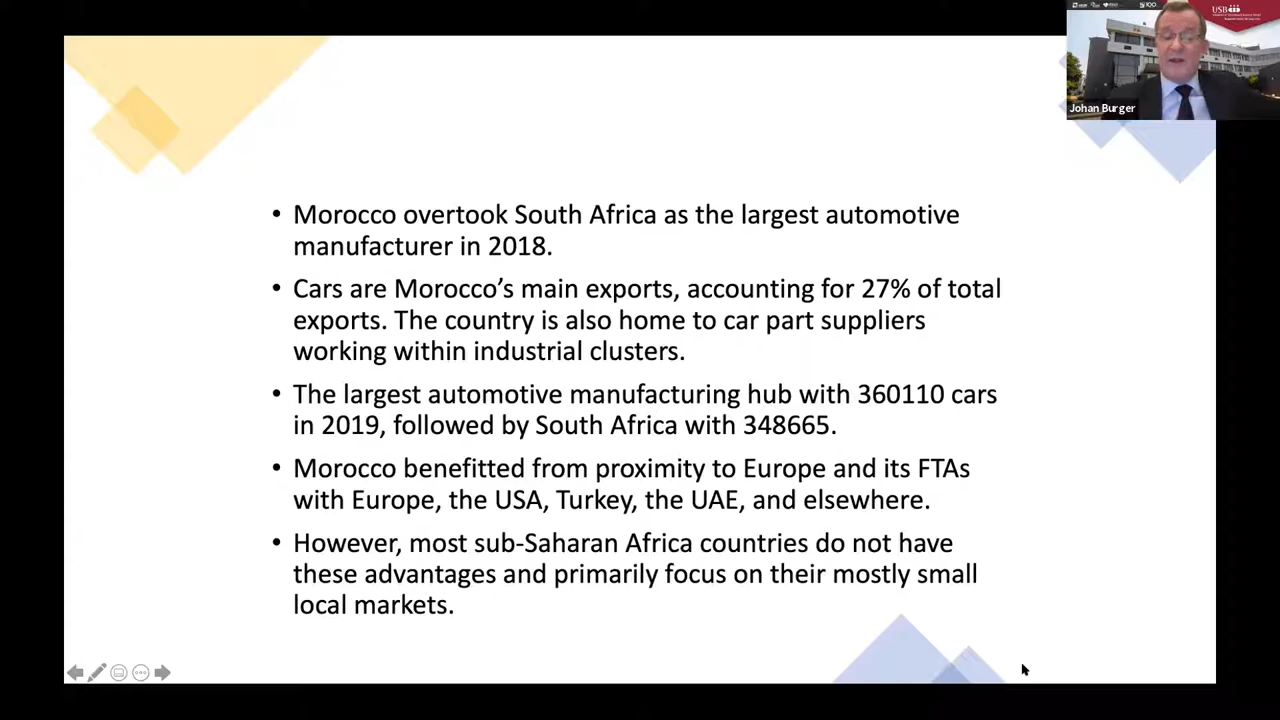 USB
100
Johan Burger
• Morocco overtook South Africa as the largest automotive
manufacturer in 2018.
• Cars are Morocco’s main exports, accounting for 27% of total
exports. The country is also home to car part suppliers
working within industrial clusters.
• The largest automotive manufacturing hub with 360110 cars
in 2019, followed by South Africa with 348665.
• Morocco benefitted from proximity to Europe and its FTAs
with Europe, the USA, Turkey, the UAE, and elsewhere.
• However, most sub-Saharan Africa countries do not have
these advantages and primarily focus on their mostly small
local markets.